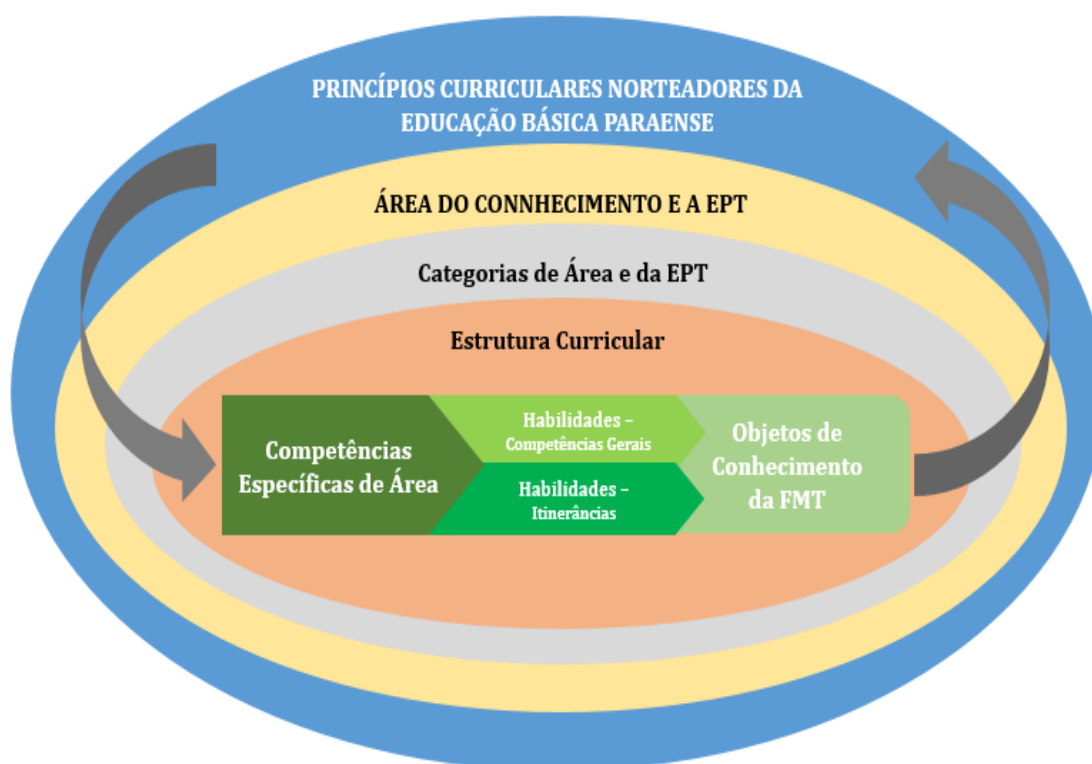 PRINCÍPIOS CURRICULARES NORTEADORES DA
EDUCAÇÃO BÁSICA PARAENSE
ÁREA DO CONNHECIMENTO E A EPT
Categorias de Área e da EPT
Estrutura Curricular
Competências
Específicas de Área
Habilidades –
Competências Gerais
Habilidades –
Itinerâncias
Objetos de
Conhecimento
da FMT